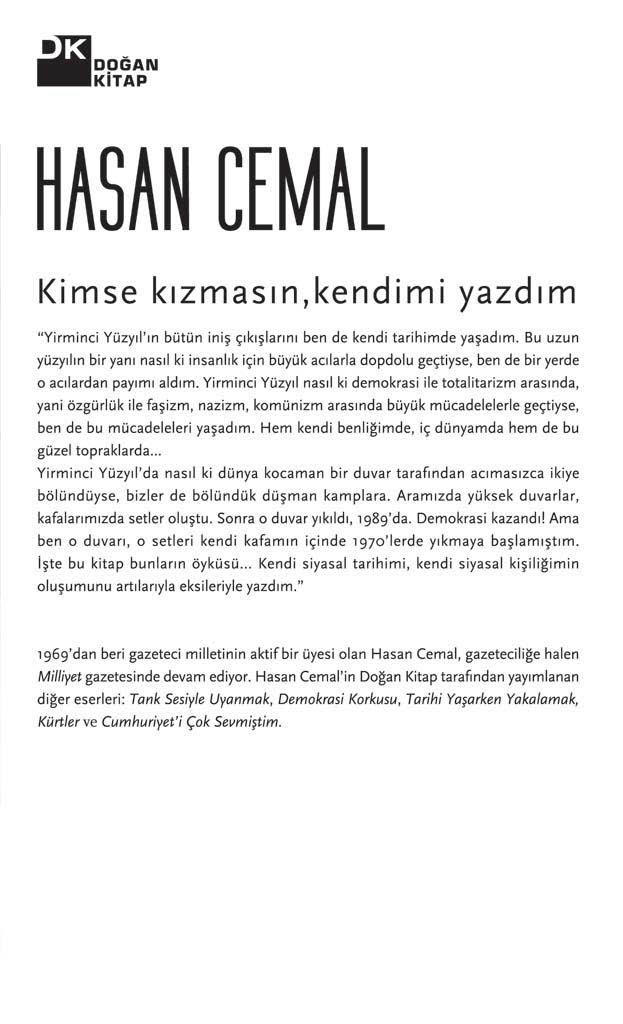 DK
DOĞAN
KİTAP
HASAN CEMAL
Kimse kızmasın,kendimi yazdım
“Yirminci Yüzyıl’ın bütün iniş çıkışlarını ben de kendi tarihimde yaşadım. Bu uzun
yüzyılın bir yanı nasıl ki insanlık için büyük acılarla dopdolu geçtiyse, ben de bir yerde
o acılardan payımı aldım. Yirminci Yüzyıl nasıl ki demokrasi ile totalitarizm arasında,
yani özgürlük ile faşizm, nazizm, komünizm arasında büyük mücadelelerle geçtiyse,
ben de bu mücadeleleri yaşadım. Hem kendi benliğimde, iç dünyamda hem de bu
güzel topraklarda...
Yirminci Yüzyıl’da nasıl ki dünya kocaman bir duvar tarafından acımasızca ikiye
bölündüyse, bizler de bölündük düşman kamplara. Aramızda yüksek duvarlar,
kafalarımızda setler oluştu. Sonra o duvar yıkıldı, 1989’da. Demokrasi kazandı! Ama
ben o duvarı, o setleri kendi kafamın içinde 1970’lerde yıkmaya başlamıştım.
İşte bu kitap bunların öyküsü... Kendi siyasal tarihimi, kendi siyasal kişiliğimin
oluşumunu artılarıyla eksileriyle yazdım.”
1969’dan beri gazeteci milletinin aktif bir üyesi olan Hasan Cemal, gazeteciliğe halen
Milliyet gazetesinde devam ediyor. Hasan Cemal’in Doğan Kitap tarafından yayımlanan
diğer eserleri: Tank Sesiyle Uyanmak, Demokrasi Korkusu, Tarihi Yaşarken Yakalamak,
Kürtler ve Cumhuriyet’i Çok Sevmiştim.